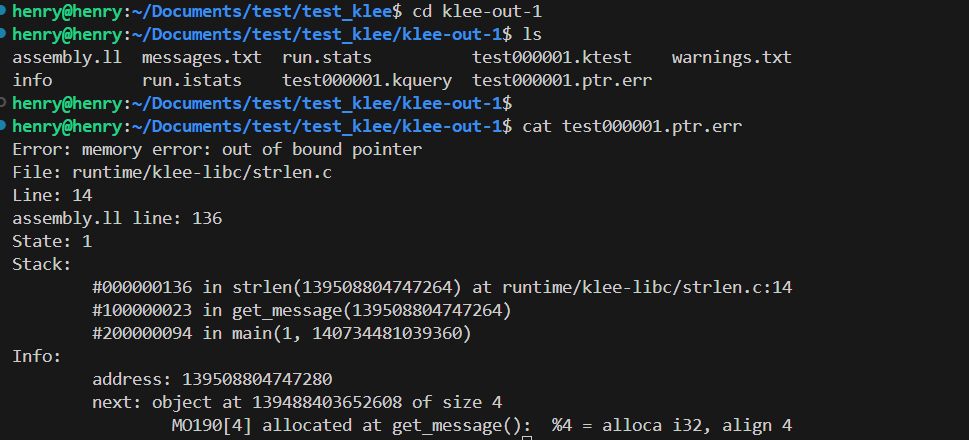 henry@henry:~/Documents/test/test_klee$ cd klee-out-1
henry@henry:~/Documents/test/test_klee/klee-out-1$ ls
assembly.ll  messages.txt  run.stats          test000001.ktest    warnings.txt
info         run.istats    test000001.kquery  test000001.ptr.err
henry@henry:~/Documents/test/test_klee/klee-out-1$
henry@henry:~/Documents/test/test_klee/klee-out-1$ cat test000001.ptr.err
Error: memory error: out of bound pointer
File: runtime/klee-libc/strlen.c
Line: 14
assembly.ll line: 136
State: 1
Stack:
        #000000136 in strlen(139508804747264) at runtime/klee-libc/strlen.c:14
        #100000023 in get_message(139508804747264)
        #200000094 in main(1, 140734481039360)
Info:
        address: 139508804747280
        next: object at 139488403652608 of size 4
                MO190[4] allocated at get_message():  %4 = alloca i32, align 4